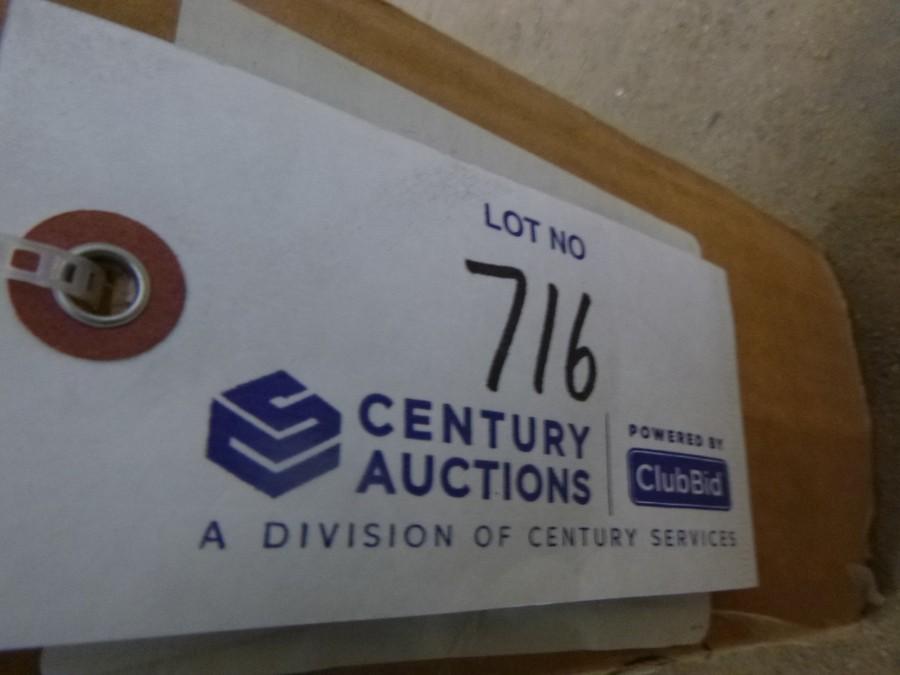 LOT NO
716
CENTURY
AUCTIONS
POWERED BY
ClubBid
A DIVISION OF CENTURY SERVICES